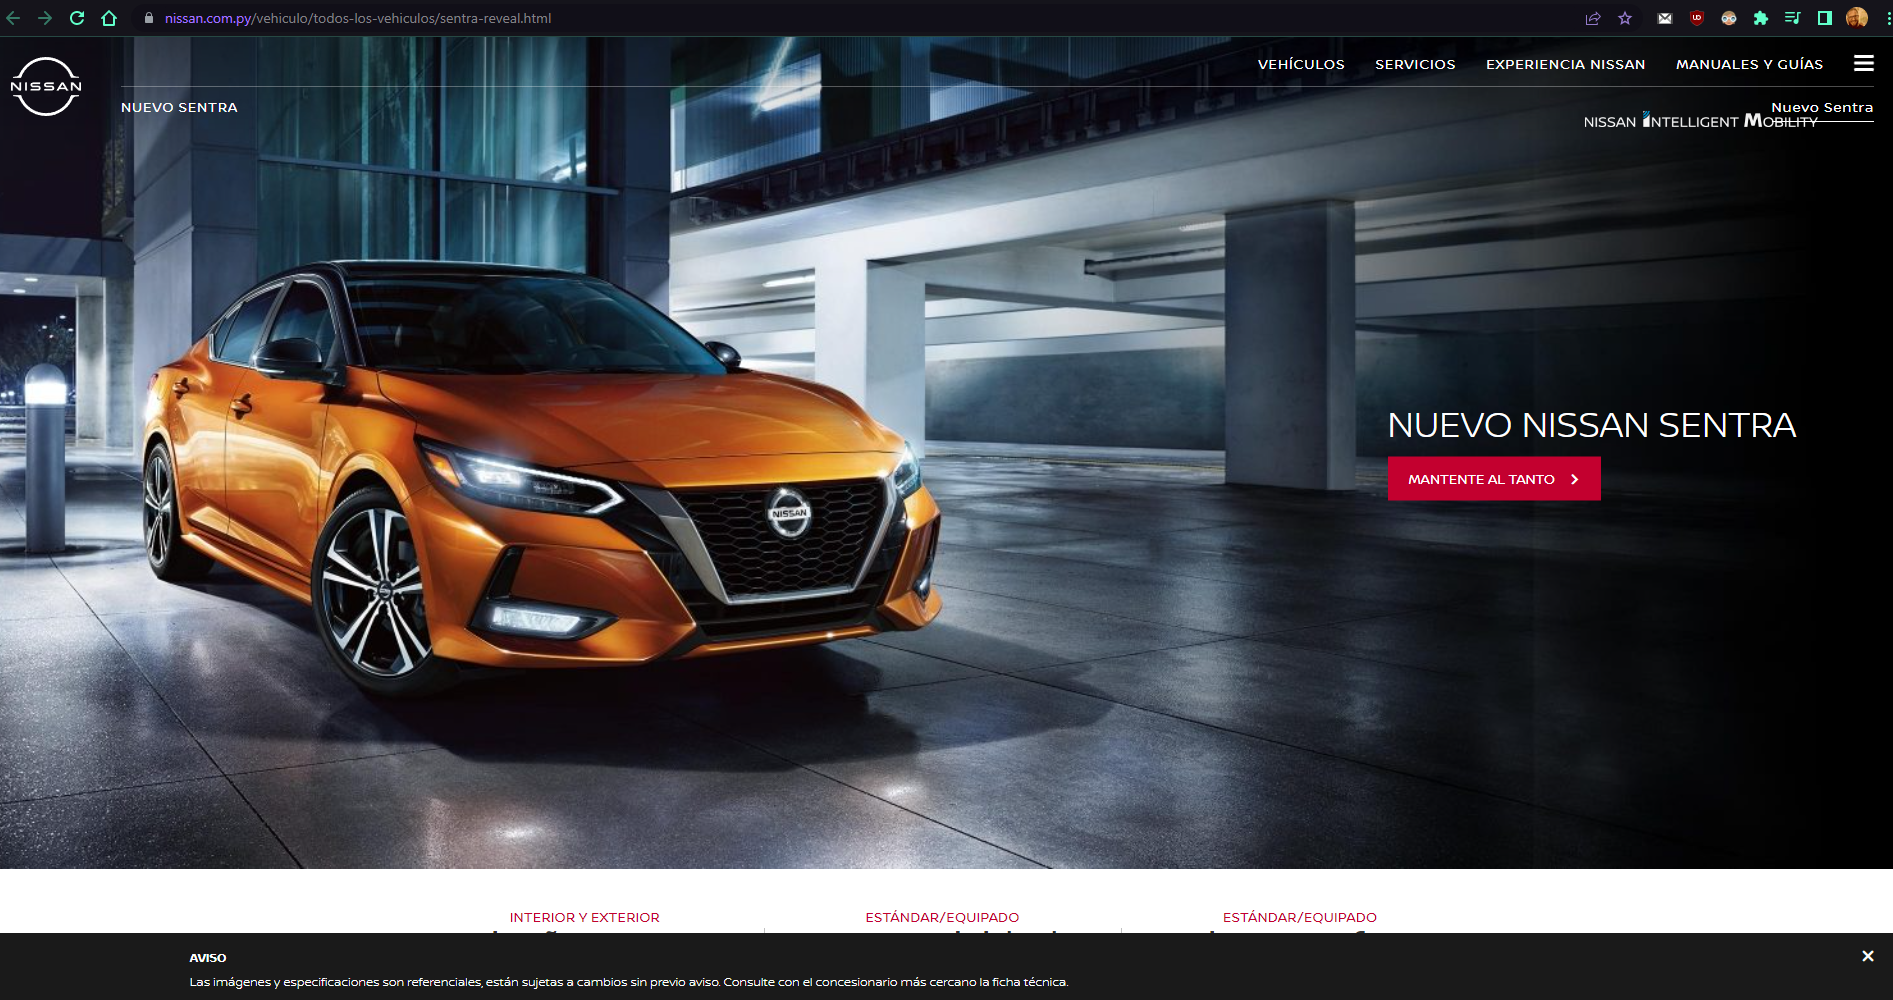 nissan.com.py/vehiculo/todos-los-vehiculos/sentra-reveal.html
NISSAN
VEHÍCULOS SERVICIOS EXPERIENCIA NISSAN MANUALES Y GUÍAS
NUEVO SENTRA
Nuevo Sentra
NISSAN INTELLIGENT MOBILITY
NUEVO NISSAN SENTRA
MANTENTE AL TANTO
NISSAN
INTERIOR Y EXTERIOR
ESTÁNDAR/EQUIPADO
ESTÁNDAR/EQUIPADO
AVISO
Las imágenes y especificaciones son referenciales, están sujetas a cambios sin previo aviso. Consulte con el concesionario más cercano la ficha técnica.